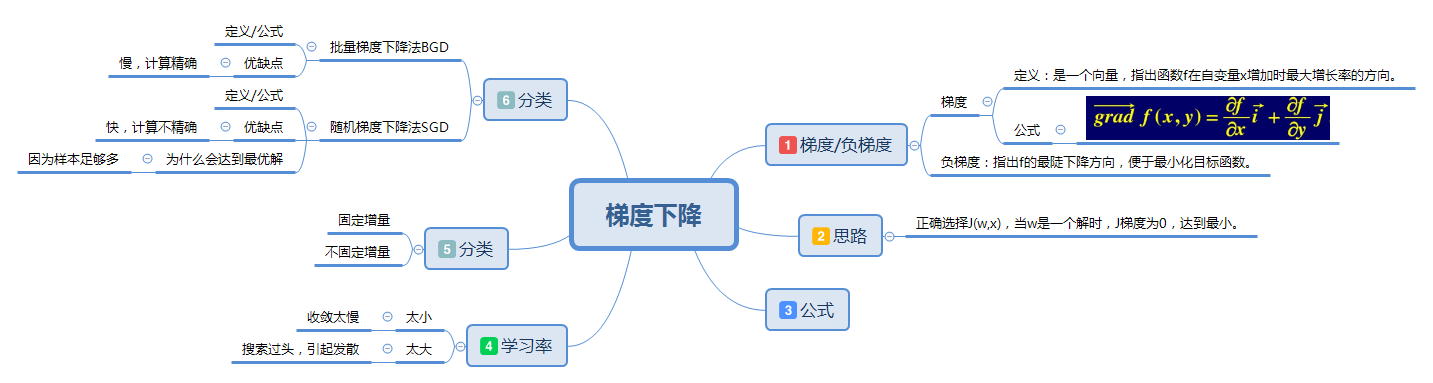 梯度下降
1 梯度/负梯度
梯度
定义：是一个向量，指出函数f在自变量x增加时最大增长率的方向。
公式
grad f (x, y) = ∂f/∂x i + ∂f/∂y j
负梯度：指出f的最陡下降方向，便于最小化目标函数。
2 思路
正确选择J(w,x)，当w是一个解时，J梯度为0，达到最小。
3 公式
4 学习率
太小
收敛太慢
太大
搜索过头，引起发散
5 分类
固定增量
不固定增量
6 分类
批量梯度下降法BGD
定义/公式
优缺点
慢，计算精确
随机梯度下降法SGD
定义/公式
优缺点
快，计算不精确
为什么会达到最优解
因为样本足够多